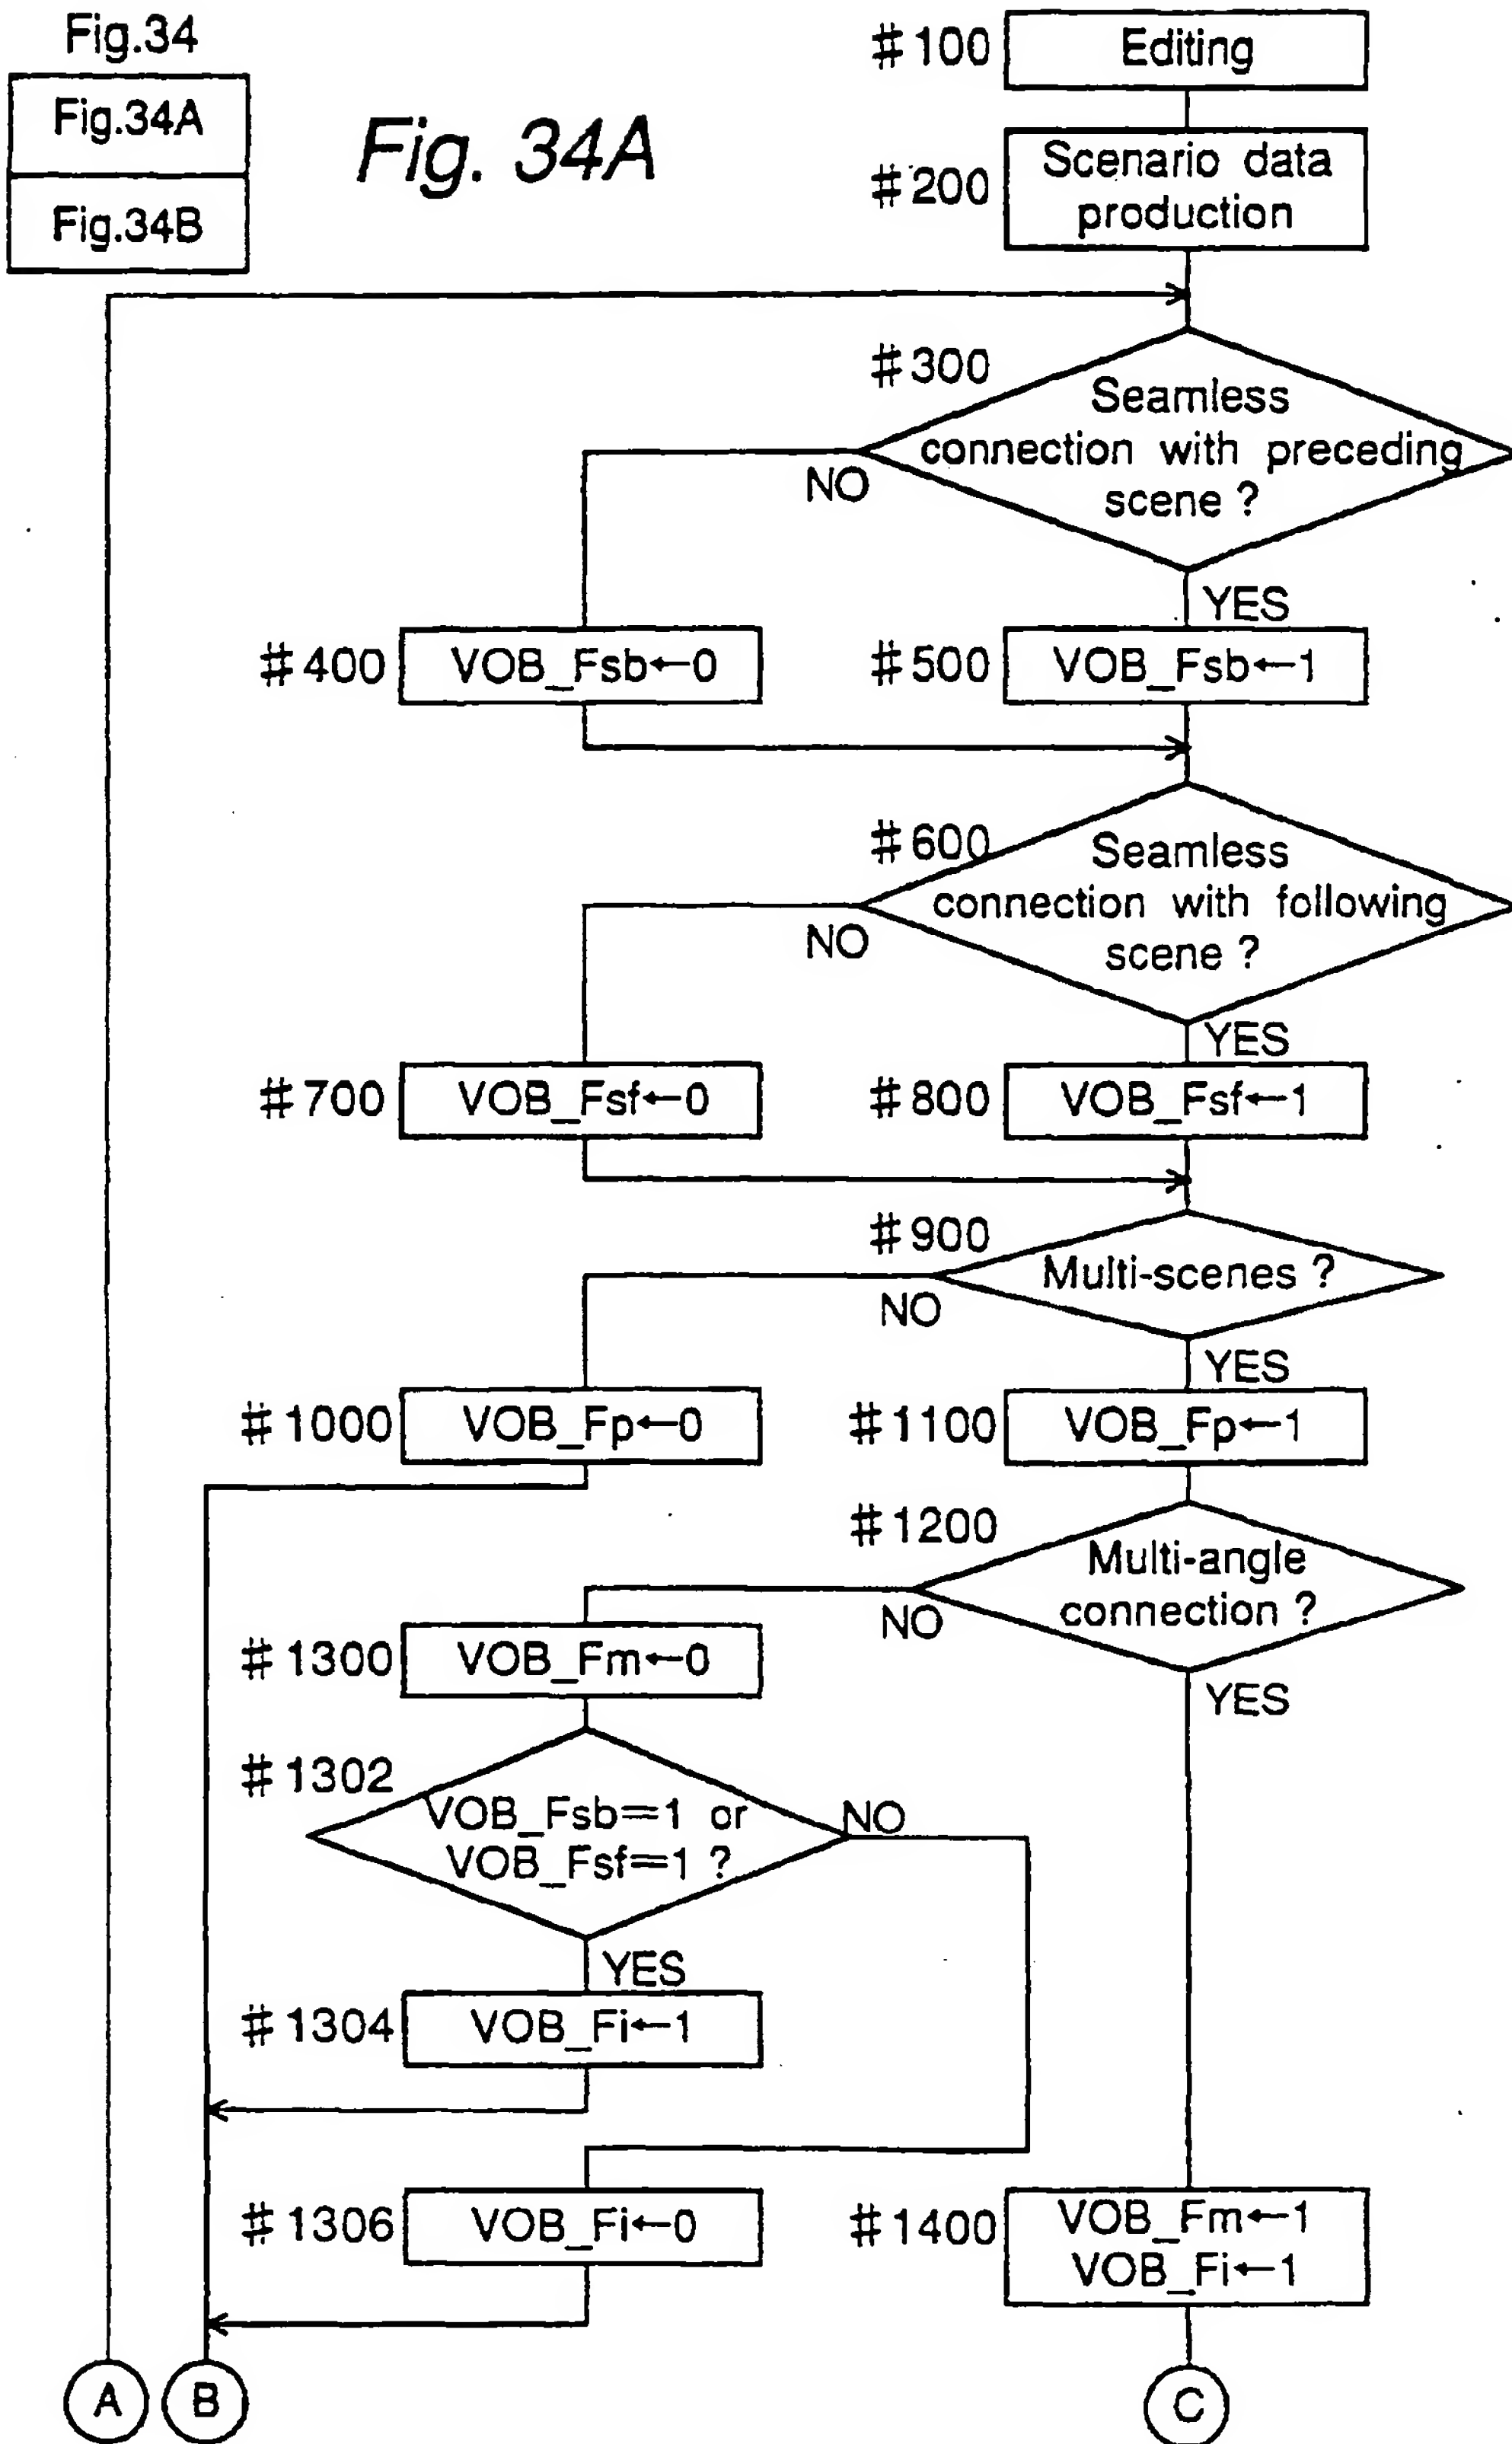 Fig.34
Fig.34A
Fig.34B
Fig. 34A
#100
Editing
#200
Scenario data
production
#300
Seamless
connection with preceding
scene ?
NO
YES
#400
VOB_Fsb←0
#500
VOB_Fsb←1
#600
Seamless
connection with following
scene ?
NO
YES
#700
VOB_Fsf←0
#800
VOB_Fsf←1
#900
Multi-scenes ?
NO
YES
#1000
VOB_Fp←0
#1100
VOB_Fp←1
#1200
Multi-angle
connection ?
NO
YES
#1300
VOB_Fm←0
#1302
VOB_Fsb=1 or
VOB_Fsf=1 ?
NO
YES
#1304
VOB_Fi←1
#1306
VOB_Fi←0
#1400
VOB_Fm←1
VOB_Fi←1
A
B
C